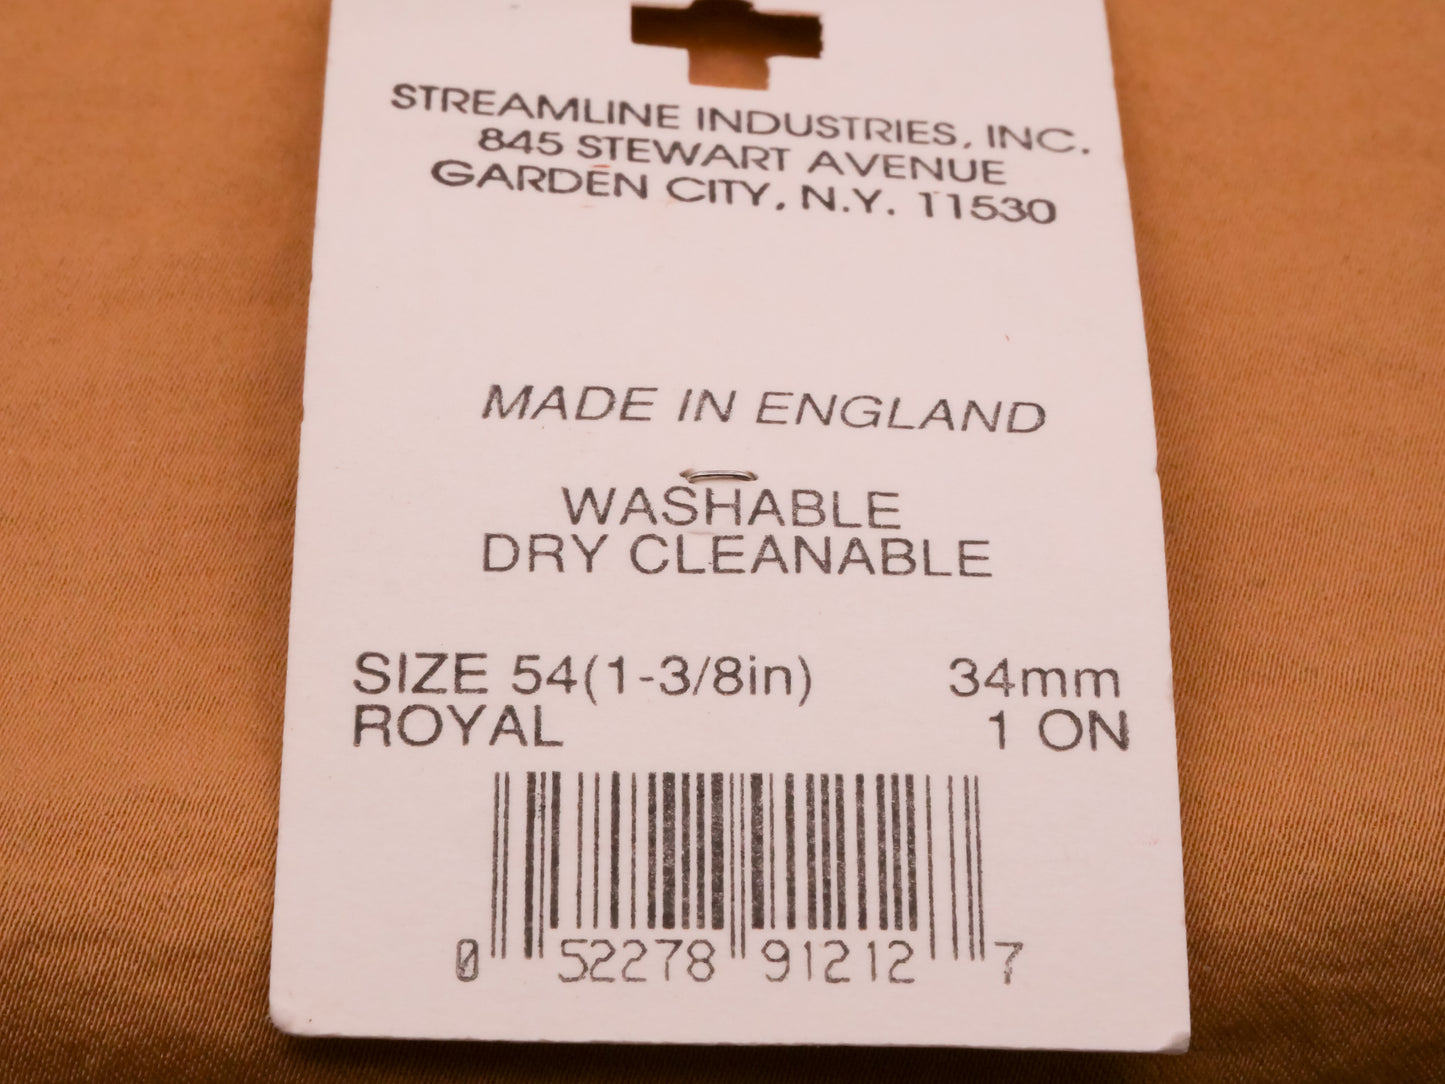 STREAMLINE INDUSTRIES, INC.
845 STEWART AVENUE
GARDEN CITY, N.Y. 11530
MADE IN ENGLAND
WASHABLE
DRY CLEANABLE
SIZE 54(1-3/8in) 34mm
ROYAL 1 ON
0 52278 91212 7